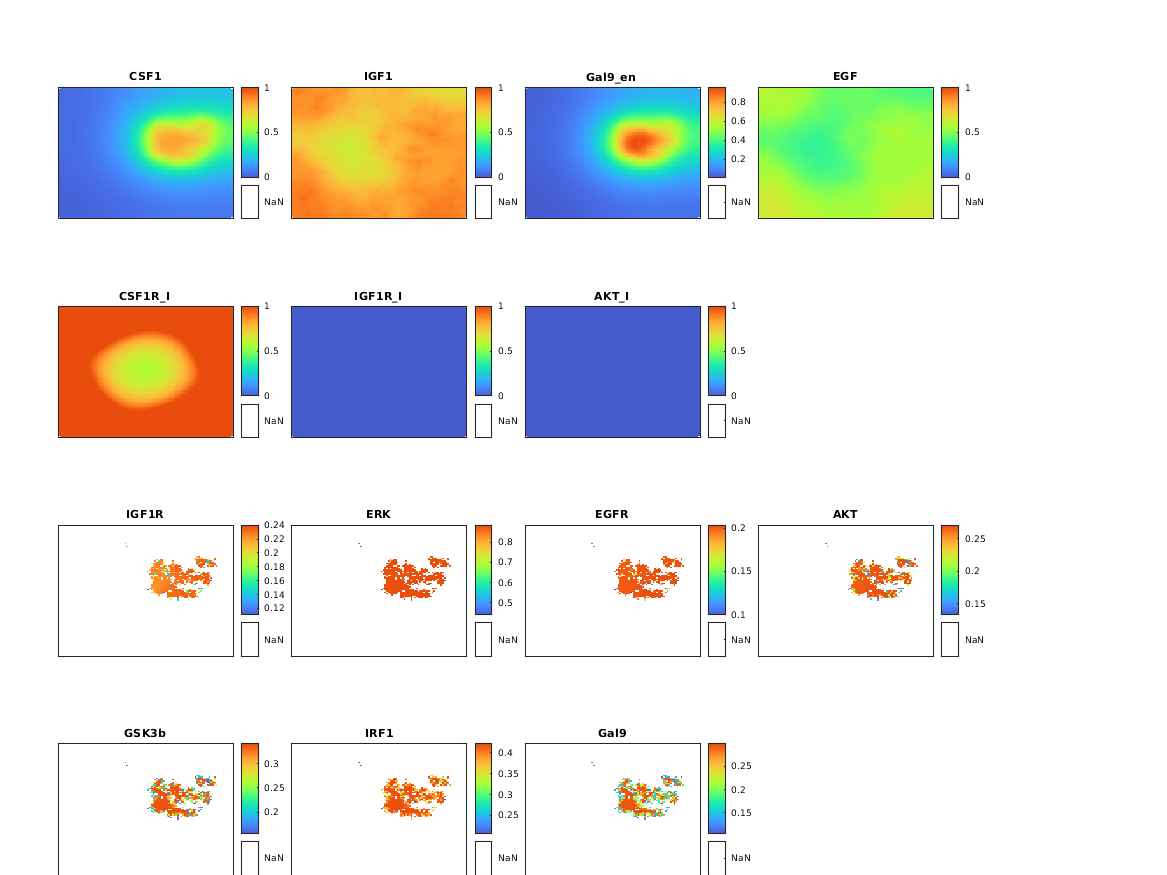 CSF1 IGF1 Gal9_en EGF
1 1 0.8 1
0.6
0.5 0.5 0.4 0.5
0.2
0 0 0
NaN NaN NaN NaN
CSF1R_I IGF1R_I AKT_I
1 1 1
0.5 0.5 0.5
0 0 0
NaN NaN NaN
IGF1R ERK EGFR AKT
0.24 0.8 0.2 0.25
0.22 0.7 0.15 0.2
0.2 0.6 0.1 0.15
0.18 0.5
0.16
0.14
0.12
NaN NaN NaN NaN
GSK3b IRF1 Gal9
0.3 0.4 0.25
0.25 0.35 0.2
0.2 0.3 0.15
0.25
NaN NaN NaN